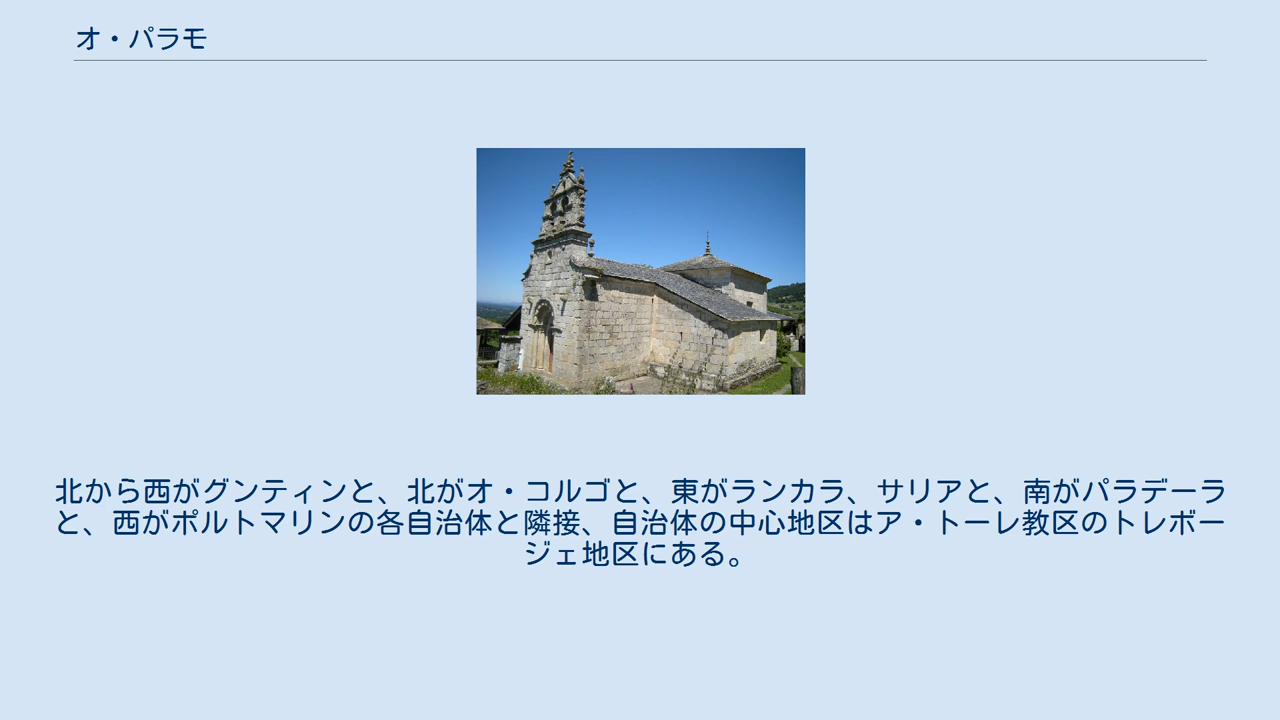 オ・パラモ
北から西がグンティンと、北がオ・コルゴと、東がランカラ、サリアと、南がパラデーラ
と、西がポルトマリンの各自治体と隣接、自治体の中心地区はア・トーレ教区のトレボー
ジェ地区にある。